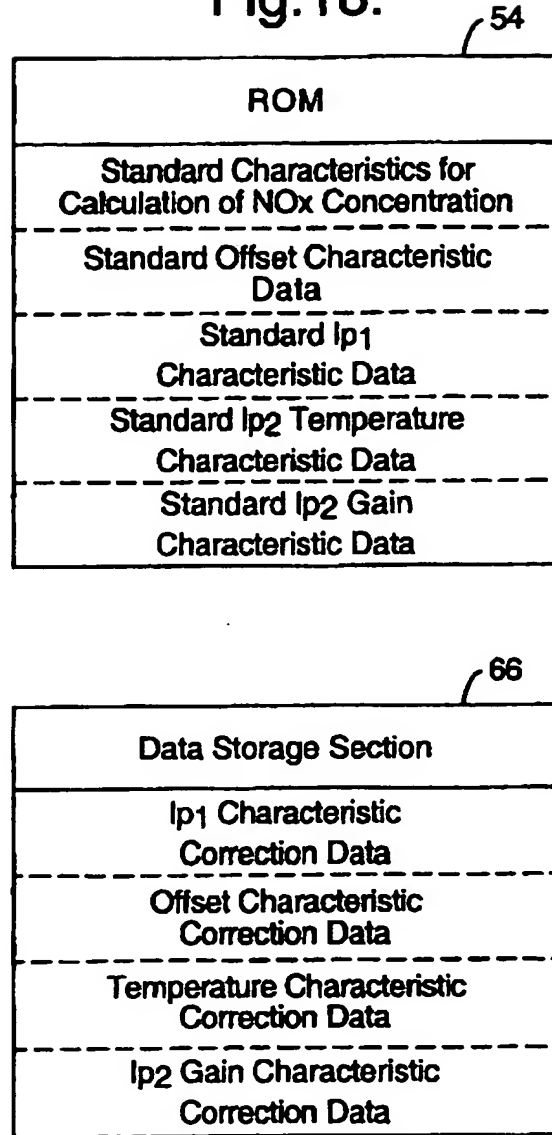 Fig.18.
54
ROM
Standard Characteristics for
Calculation of NOx Concentration
Standard Offset Characteristic
Data
Standard Ip1
Characteristic Data
Standard Ip2 Temperature
Characteristic Data
Standard Ip2 Gain
Characteristic Data
66
Data Storage Section
Ip1 Characteristic
Correction Data
Offset Characteristic
Correction Data
Temperature Characteristic
Correction Data
Ip2 Gain Characteristic
Correction Data